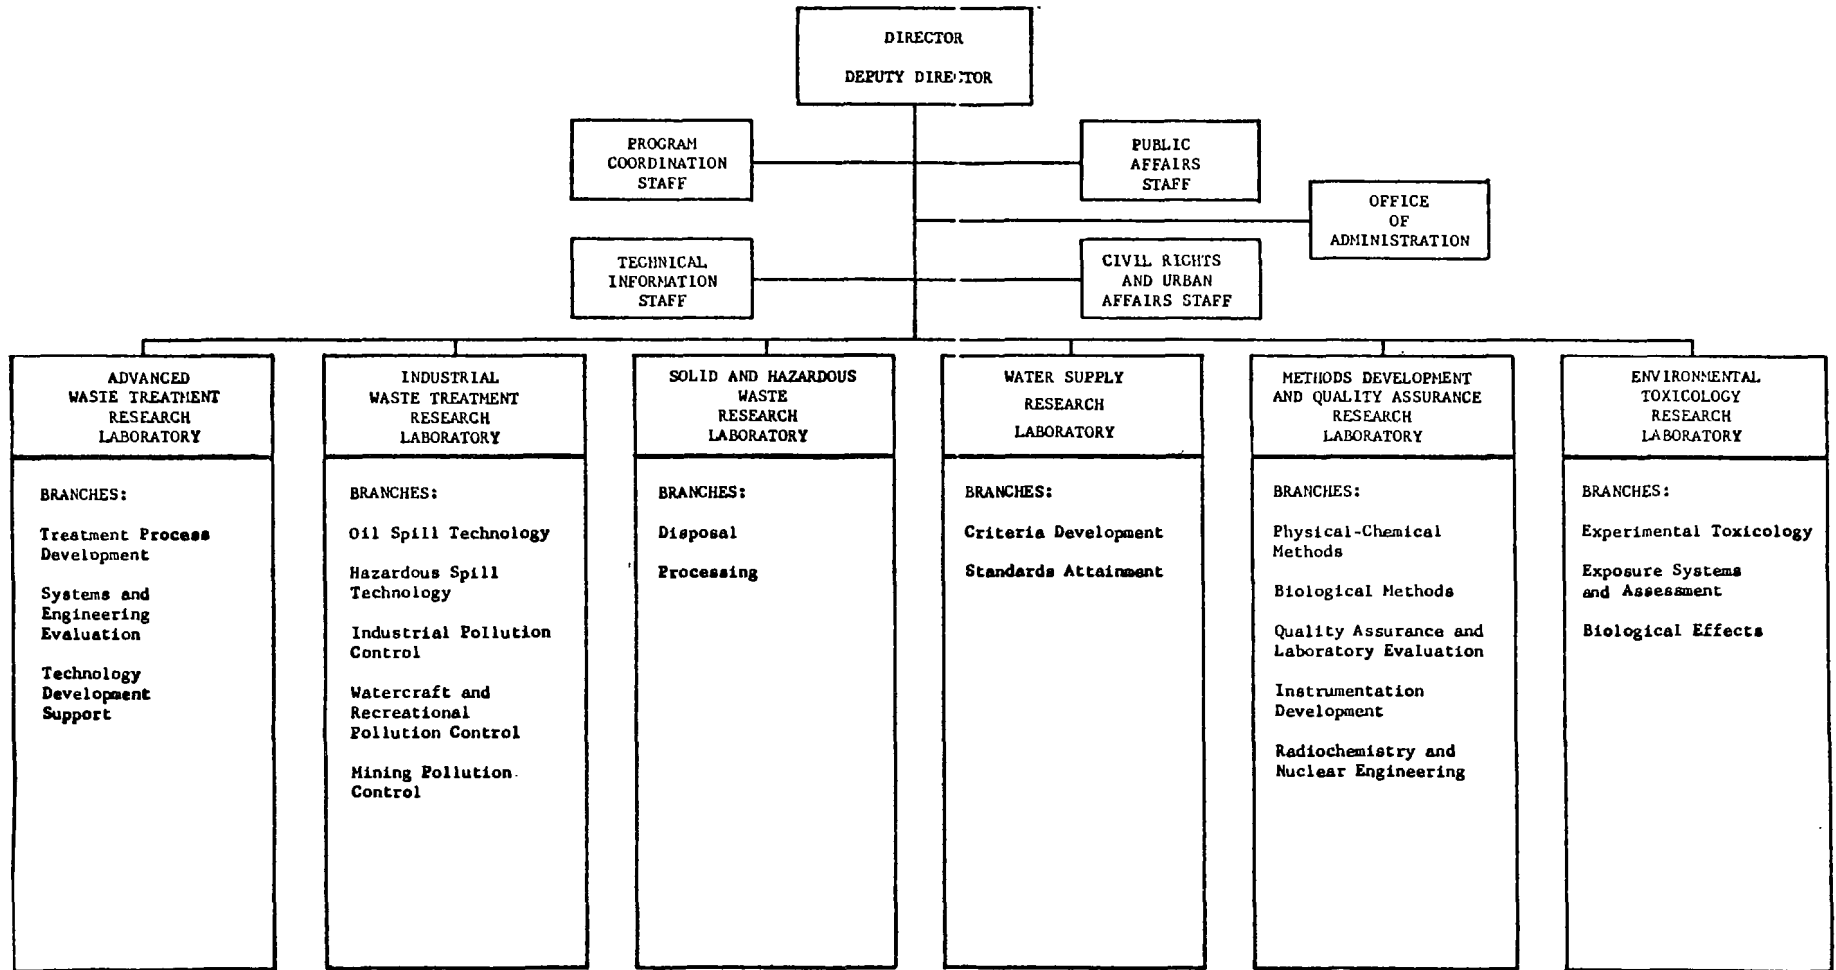 DIRECTOR
DEPUTY DIRECTOR
PROGRAM
COORDINATION
STAFF
PUBLIC
AFFAIRS
STAFF
OFFICE
OF
ADMINISTRATION
TECHNICAL
INFORMATION
STAFF
CIVIL RIGHTS
AND URBAN
AFFAIRS STAFF
ADVANCED
WASTE TREATMENT
RESEARCH
LABORATORY
BRANCHES:
Treatment Process
Development
Systems and
Engineering
Evaluation
Technology
Development
Support
INDUSTRIAL
WASTE TREATMENT
RESEARCH
LABORATORY
BRANCHES:
Oil Spill Technology
Hazardous Spill
Technology
Industrial Pollution
Control
Watercraft and
Recreational
Pollution Control
Mining Pollution
Control
SOLID AND HAZARDOUS
WASTE
RESEARCH
LABORATORY
BRANCHES:
Disposal
Processing
WATER SUPPLY
RESEARCH
LABORATORY
BRANCHES:
Criteria Development
Standards Attainment
METHODS DEVELOPMENT
AND QUALITY ASSURANCE
RESEARCH
LABORATORY
BRANCHES:
Physical-Chemical
Methods
Biological Methods
Quality Assurance and
Laboratory Evaluation
Instrumentation
Development
Radiochemistry and
Nuclear Engineering
ENVIRONMENTAL
TOXICOLOGY
RESEARCH
LABORATORY
BRANCHES:
Experimental Toxicology
Exposure Systems
and Assessment
Biological Effects